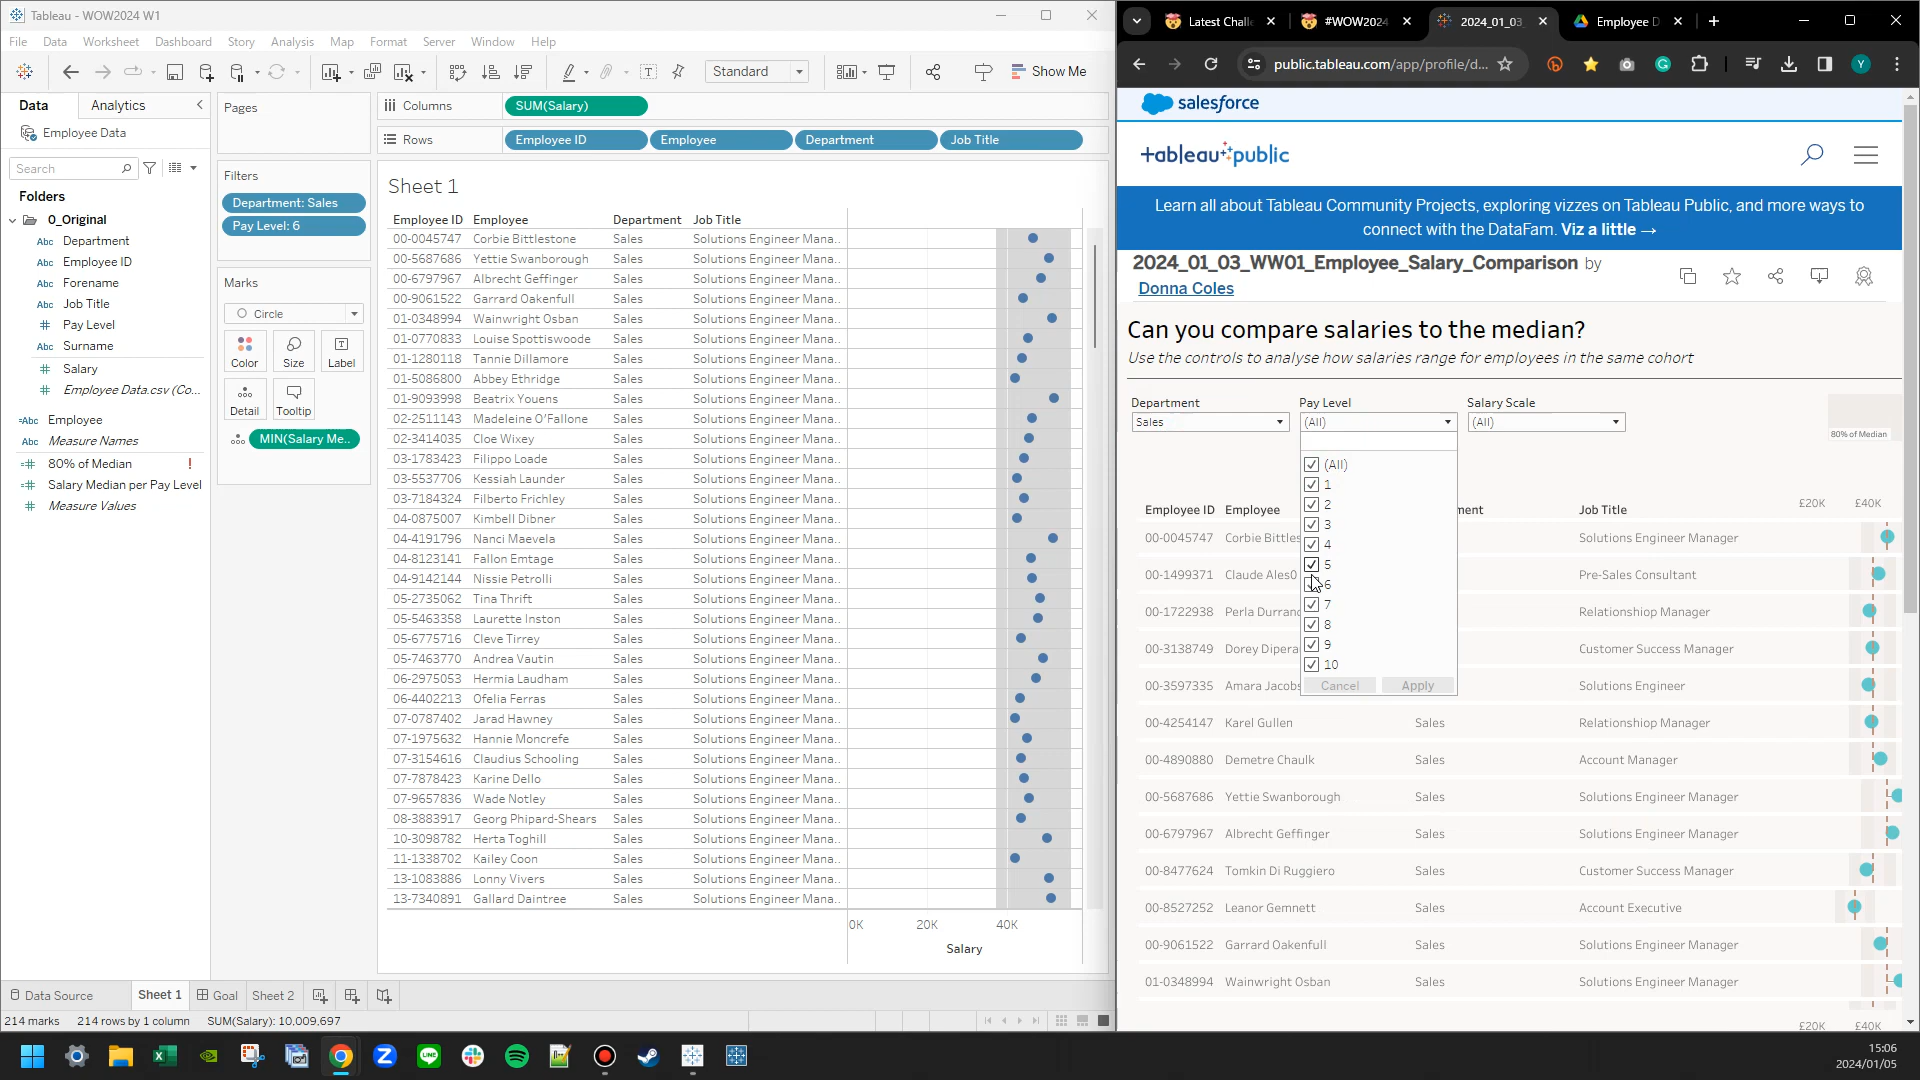 Tableau - WOW2024 W1
File Data Worksheet Dashboard Story Analysis Map Format Server Window Help
Standard
Show Me
Data Analytics
Employee Data
Search
Folders
0_Original
Abc Department
Abc Employee ID
Abc Forename
Abc Job Title
# Pay Level
Abc Surname
# Salary
# Employee Data.csv (Co...
=Abc Employee
Abc Measure Names
=# 80% of Median !
=# Salary Median per Pay Level
# Measure Values
Pages
Filters
Department: Sales
Pay Level: 6
Marks
Circle
Color Size Label
Detail Tooltip
MIN(Salary Me..
Columns SUM(Salary)
Rows Employee ID Employee Department Job Title
Sheet 1
Employee ID Employee Department Job Title
00-0045747 Corbie Bittlestone Sales Solutions Engineer Mana..
00-5687686 Yettie Swanborough Sales Solutions Engineer Mana..
00-6797967 Albrecht Geffinger Sales Solutions Engineer Mana..
00-9061522 Garrard Oakenfull Sales Solutions Engineer Mana..
01-0348994 Wainwright Osban Sales Solutions Engineer Mana..
01-0770833 Louise Spottiswoode Sales Solutions Engineer Mana..
01-1280118 Tannie Dillamore Sales Solutions Engineer Mana..
01-5086800 Abbey Ethridge Sales Solutions Engineer Mana..
01-9093998 Beatrix Youens Sales Solutions Engineer Mana..
02-2511143 Madeleine O'Fallone Sales Solutions Engineer Mana..
02-3414035 Cloe Wixey Sales Solutions Engineer Mana..
03-1783423 Filippo Loade Sales Solutions Engineer Mana..
03-5537706 Kessiah Launder Sales Solutions Engineer Mana..
03-7184324 Filberto Frichley Sales Solutions Engineer Mana..
04-0875007 Kimbell Dibner Sales Solutions Engineer Mana..
04-4191796 Nanci Maevela Sales Solutions Engineer Mana..
04-8123141 Fallon Emtage Sales Solutions Engineer Mana..
04-9142144 Nissie Petrolli Sales Solutions Engineer Mana..
05-2735062 Tina Thrift Sales Solutions Engineer Mana..
05-5463358 Laurette Inston Sales Solutions Engineer Mana..
05-6775716 Cleve Tirrey Sales Solutions Engineer Mana..
05-7463770 Andrea Vautin Sales Solutions Engineer Mana..
06-2975053 Hermia Laudham Sales Solutions Engineer Mana..
06-4402213 Ofelia Ferras Sales Solutions Engineer Mana..
07-0787402 Jarad Hawney Sales Solutions Engineer Mana..
07-1975632 Hannie Moncrefe Sales Solutions Engineer Mana..
07-3154616 Claudius Schooling Sales Solutions Engineer Mana..
07-7878423 Karine Dello Sales Solutions Engineer Mana..
07-9657836 Wade Notley Sales Solutions Engineer Mana..
08-3883917 Georg Phipard-Shears Sales Solutions Engineer Mana..
10-3098782 Herta Toghill Sales Solutions Engineer Mana..
11-1338702 Kailey Coon Sales Solutions Engineer Mana..
13-1083886 Lonny Vivers Sales Solutions Engineer Mana..
13-7340891 Gallard Daintree Sales Solutions Engineer Mana..
0K 20K 40K
Salary
Data Source Sheet 1 Goal Sheet 2
214 marks 214 rows by 1 column SUM(Salary): 10,009,697
Latest Chall #WOW2024 2024_01_03 Employee D
public.tableau.com/app/profile/d...
Y
salesforce
+ableau+public
Learn all about Tableau Community Projects, exploring vizzes on Tableau Public, and more ways to
connect with the DataFam. Viz a little →
2024_01_03_WW01_Employee_Salary_Comparison by
Donna Coles
Can you compare salaries to the median?
Use the controls to analyse how salaries range for employees in the same cohort
Department Pay Level Salary Scale
Sales (All) (All)
80% of Median
(All)
1
2
3
4
5
6
7
8
9
10
Cancel Apply
£20K £40K
Employee ID Employee ment Job Title
00-0045747 Corbie Bittles Solutions Engineer Manager
00-1499371 Claude Ales0 Pre-Sales Consultant
00-1722938 Perla Durranc Relationshiop Manager
00-3138749 Dorey Dipera Customer Success Manager
00-3597335 Amara Jacobs Solutions Engineer
00-4254147 Karel Gullen Sales Relationshiop Manager
00-4890880 Demetre Chaulk Sales Account Manager
00-5687686 Yettie Swanborough Sales Solutions Engineer Manager
00-6797967 Albrecht Geffinger Sales Solutions Engineer Manager
00-8477624 Tomkin Di Ruggiero Sales Customer Success Manager
00-8527252 Leanor Gemnett Sales Account Executive
00-9061522 Garrard Oakenfull Sales Solutions Engineer Manager
01-0348994 Wainwright Osban Sales Solutions Engineer Manager
£20K £40K
15:06
2024/01/05